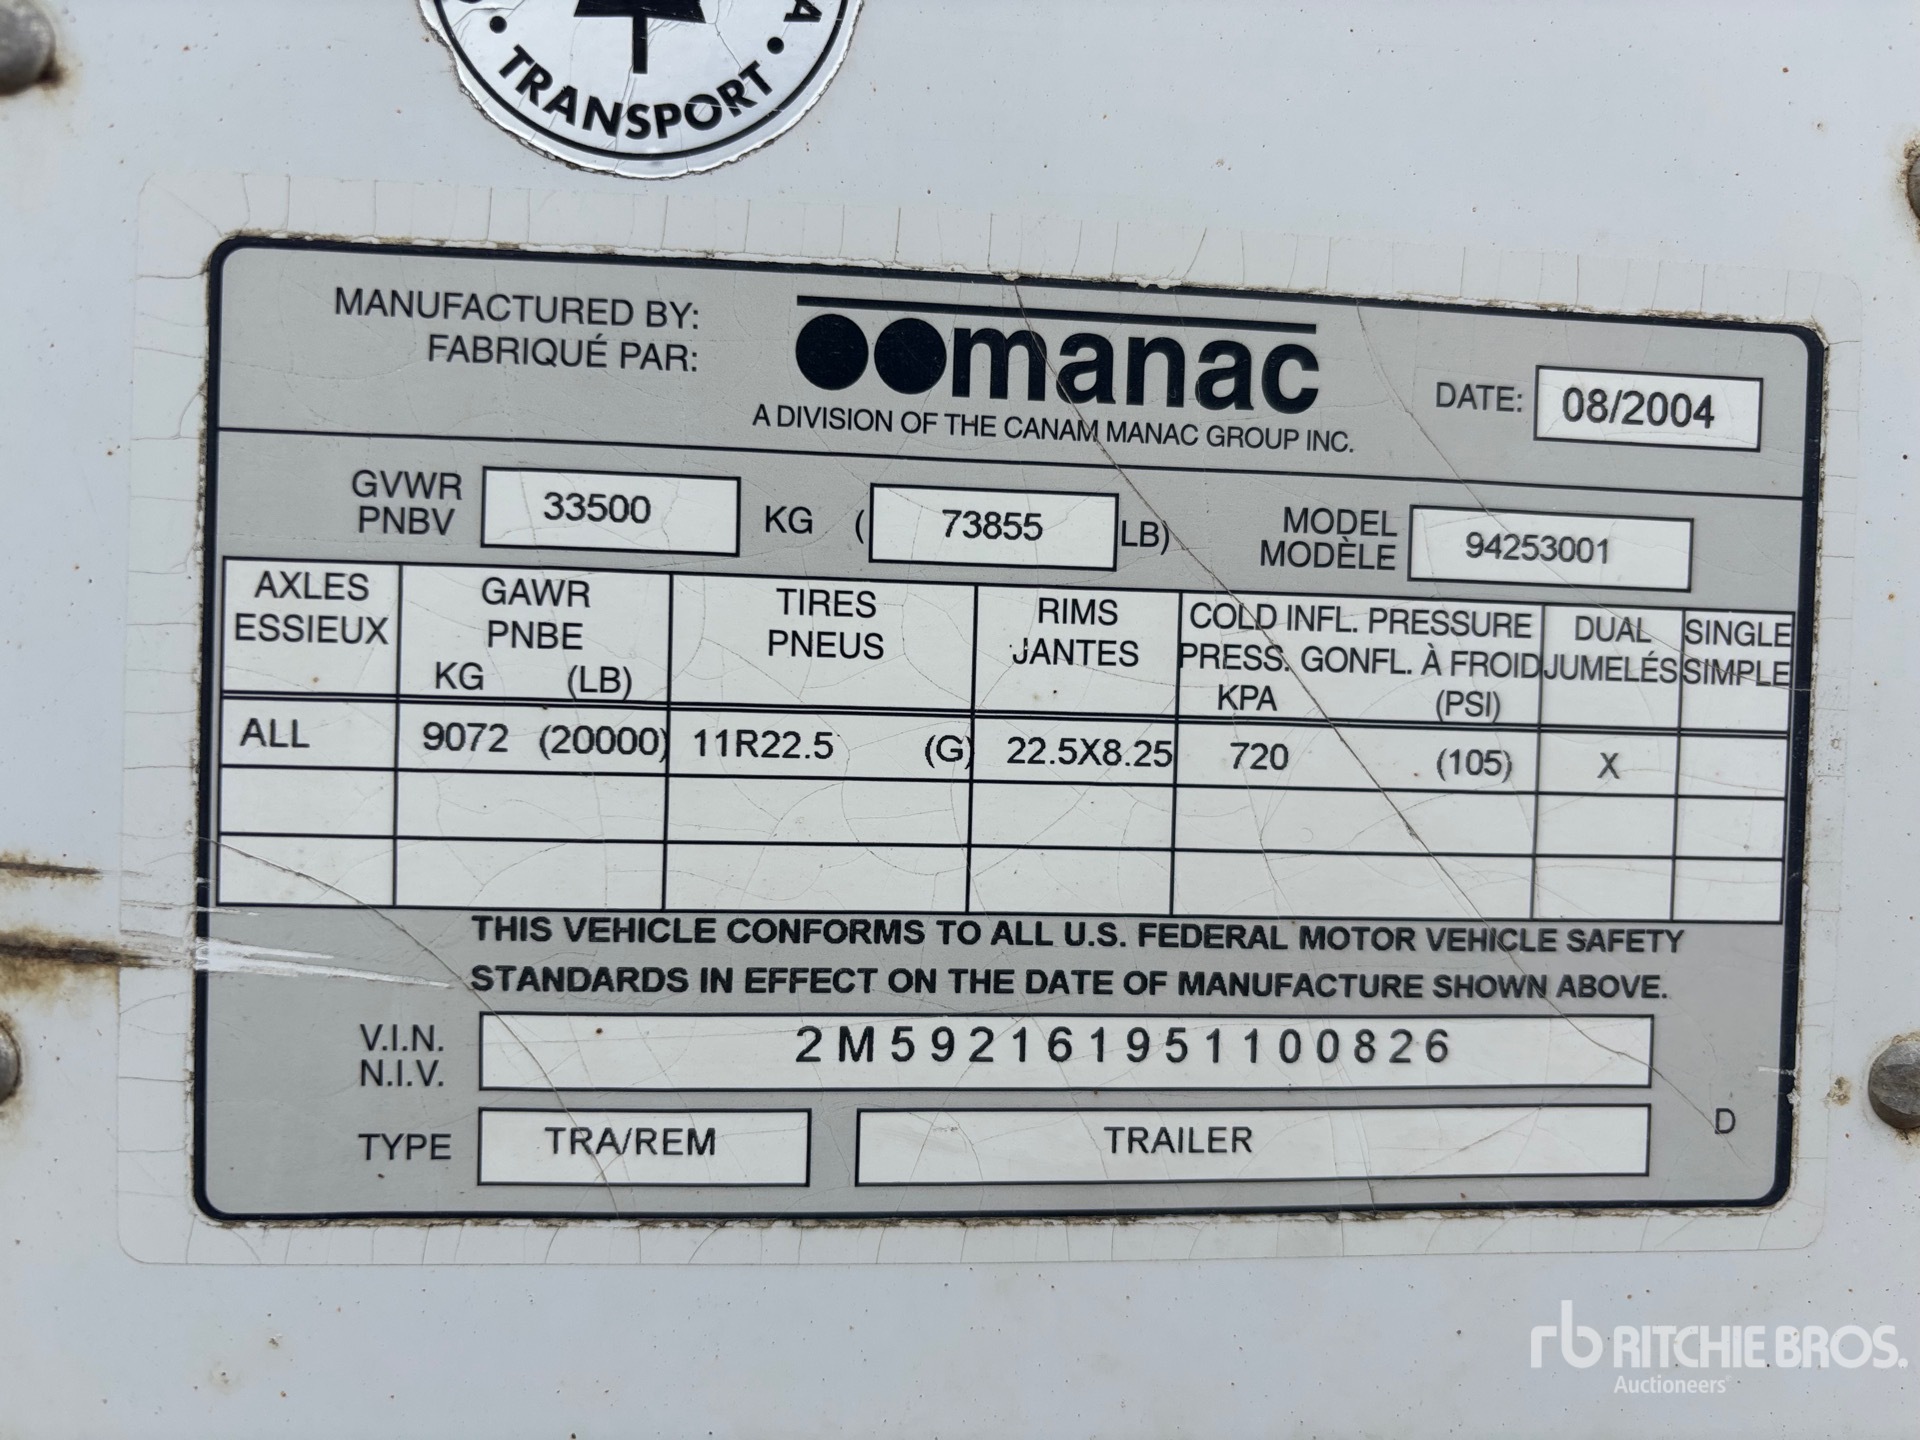 • TRANSPORT •
A
MANUFACTURED BY:
FABRIQUÉ PAR:
manac
A DIVISION OF THE CANAM MANAC GROUP INC.
DATE: 08/2004
GVWR
PNBV
33500 KG ( 73855 LB)
MODEL
MODÈLE
94253001
AXLES
ESSIEUX
GAWR
PNBE
KG (LB)
TIRES
PNEUS
RIMS
JANTES
COLD INFL. PRESSURE
PRESS. GONFL. À FROID
KPA (PSI)
DUAL
JUMELÉS
SINGLE
SIMPLE
ALL 9072 (20000) 11R22.5 (G) 22.5X8.25 720 (105) X
THIS VEHICLE CONFORMS TO ALL U.S. FEDERAL MOTOR VEHICLE SAFETY
STANDARDS IN EFFECT ON THE DATE OF MANUFACTURE SHOWN ABOVE.
V.I.N.
N.I.V.
2M592161951100826
TYPE TRA/REM TRAILER D
rb RITCHIE BROS.
Auctioneers